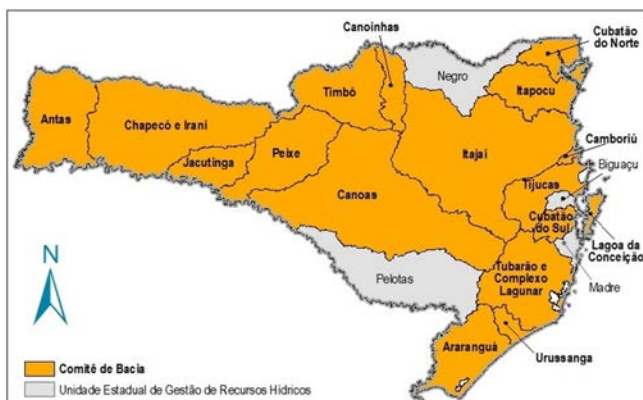 Canoinhas
Cubatão
do Norte
Negro
Timbó
Itapocu
Antas
Chapecó e Irani
Jacutinga
Peixe
Itajaí
Camboriú
Biguaçu
Canoas
Tijucas
Cubatão
do Sul
Lagoa da
Conceição
N
Pelotas
Tubarão e
Complexo
Lagunar
Madre
Araranguá
Urussanga
Comitê de Bacia
Unidade Estadual de Gestão de Recursos Hídricos